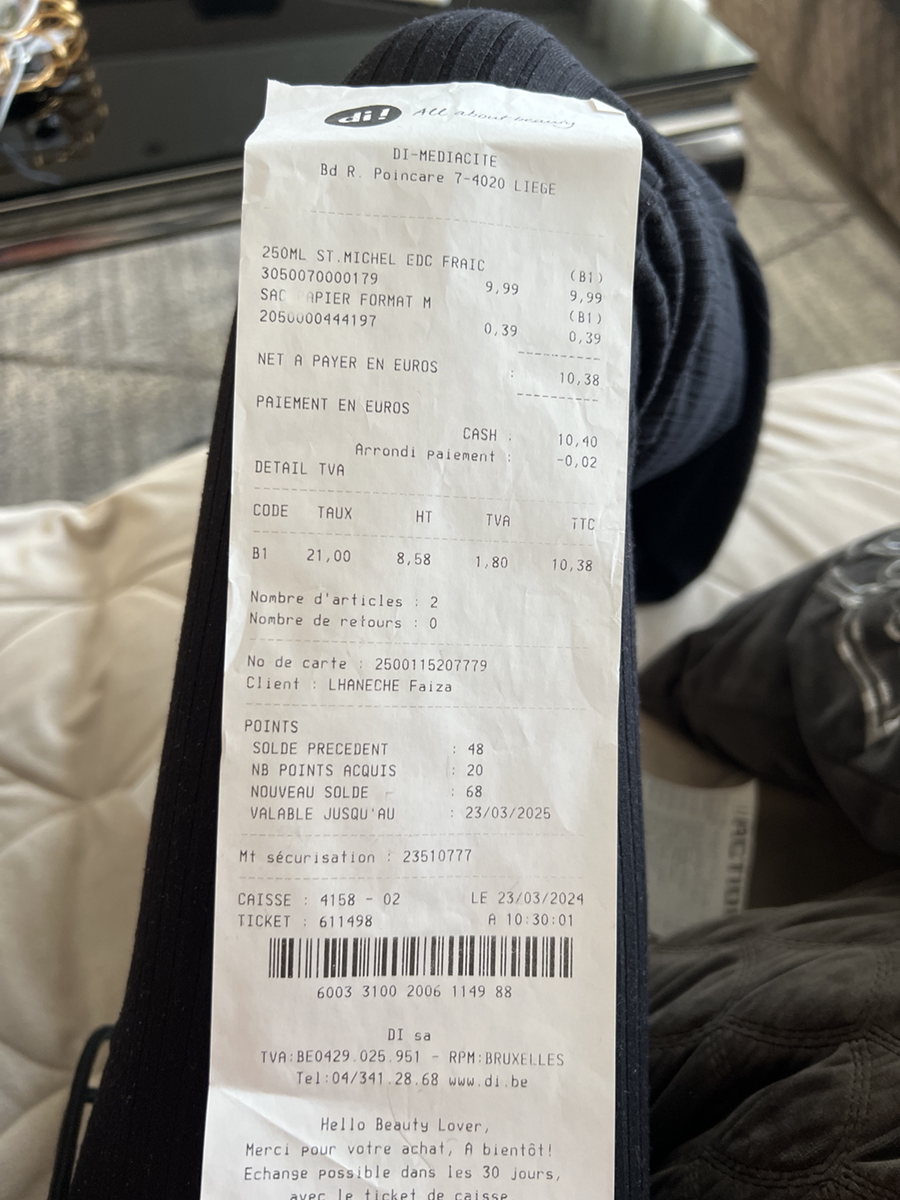 di! All about beauty
DI-MEDIACITE
Bd R. Poincare 7-4020 LIEGE
250ML ST.MICHEL EDC FRAIC (B1)
3050070000179 9,99 9,99
SAC APIER FORMAT M (B1)
2050000444197 0,39 0,39
NET A PAYER EN EUROS : 10,38
PAIEMENT EN EUROS
CASH : 10,40
Arrondi paiement : -0,02
DETAIL TVA
CODE TAUX HT TVA TTC
B1 21,00 8,58 1,80 10,38
Nombre d'articles : 2
Nombre de retours : 0
No de carte : 2500115207779
Client : LHANECHE Faiza
POINTS
SOLDE PRECEDENT : 48
NB POINTS ACQUIS : 20
NOUVEAU SOLDE : 68
VALABLE JUSQU'AU : 23/03/2025
Mt sécurisation : 23510777
CAISSE : 4158 - 02 LE 23/03/2024
TICKET : 611498 A 10:30:01
6003 3100 2006 1149 88
DI sa
TVA:BE0429.025.951 - RPM:BRUXELLES
Tel:04/341.28.68 www.di.be
Hello Beauty Lover,
Merci pour votre achat, A bientôt!
Echange possible dans les 30 jours,
avec le ticket de caisse
ACTIO